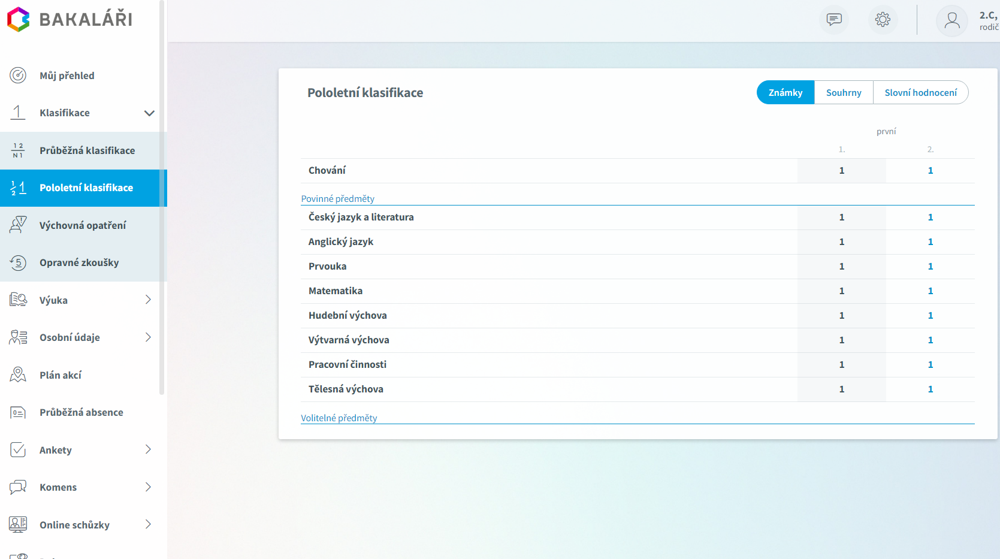 BAKALÁŘI
2.C,
rodič
Můj přehled
Klasifikace
Průběžná klasifikace
Pololetní klasifikace
Výchovná opatření
Opravné zkoušky
Výuka
Osobní údaje
Plán akcí
Průběžná absence
Ankety
Komens
Online schůzky
Pololetní klasifikace
Známky Souhrny Slovní hodnocení
první
1. 2.
Chování 1 1
Povinné předměty
Český jazyk a literatura 1 1
Anglický jazyk 1 1
Prvouka 1 1
Matematika 1 1
Hudební výchova 1 1
Výtvarná výchova 1 1
Pracovní činnosti 1 1
Tělesná výchova 1 1
Volitelné předměty